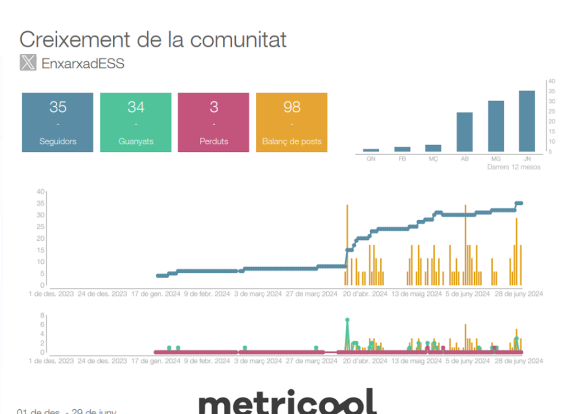 Creixement de la comunitat
EnxarxadESS
35
-
Seguidors
34
-
Guanyats
3
-
Perduts
98
-
Balanç de posts
40
35
30
25
20
15
10
5
GN FB MÇ AB MG JN
Darrers 12 mesos
40
35
30
25
20
15
10
5
0
1 de des. 2023 24 de des. 2023 17 de gen. 2024 9 de febr. 2024 3 de març 2024 27 de març 2024 20 d'abr. 2024 13 de maig 2024 5 de juny 2024 28 de juny 2024
8
6
4
2
0
1 de des. 2023 24 de des. 2023 17 de gen. 2024 9 de febr. 2024 3 de març 2024 27 de març 2024 20 d'abr. 2024 13 de maig 2024 5 de juny 2024 28 de juny 2024
metricool
01 de des. - 29 de juny